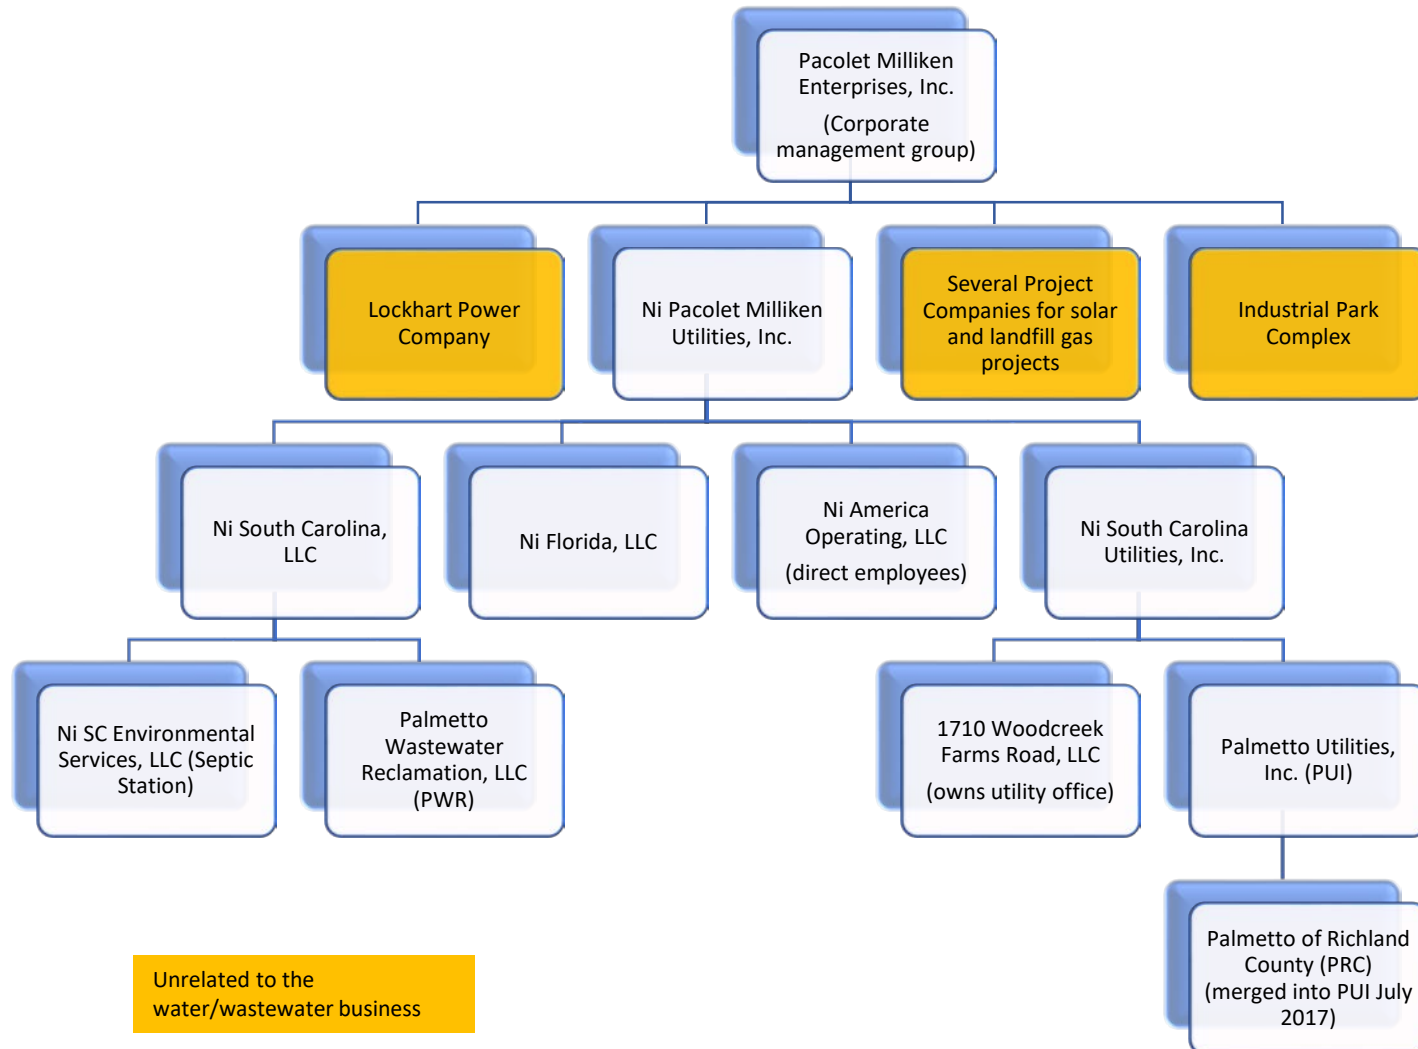 Pacolet Milliken
Enterprises, Inc.
(Corporate
management group)
Lockhart Power
Company
Ni Pacolet Milliken
Utilities, Inc.
Several Project
Companies for solar
and landfill gas
projects
Industrial Park
Complex
Ni South Carolina,
LLC
Ni Florida, LLC
Ni America
Operating, LLC
(direct employees)
Ni South Carolina
Utilities, Inc.
Ni SC Environmental
Services, LLC (Septic
Station)
Palmetto
Wastewater
Reclamation, LLC
(PWR)
1710 Woodcreek
Farms Road, LLC
(owns utility office)
Palmetto Utilities,
Inc. (PUI)
Palmetto of Richland
County (PRC)
(merged into PUI July
2017)
Unrelated to the
water/wastewater business